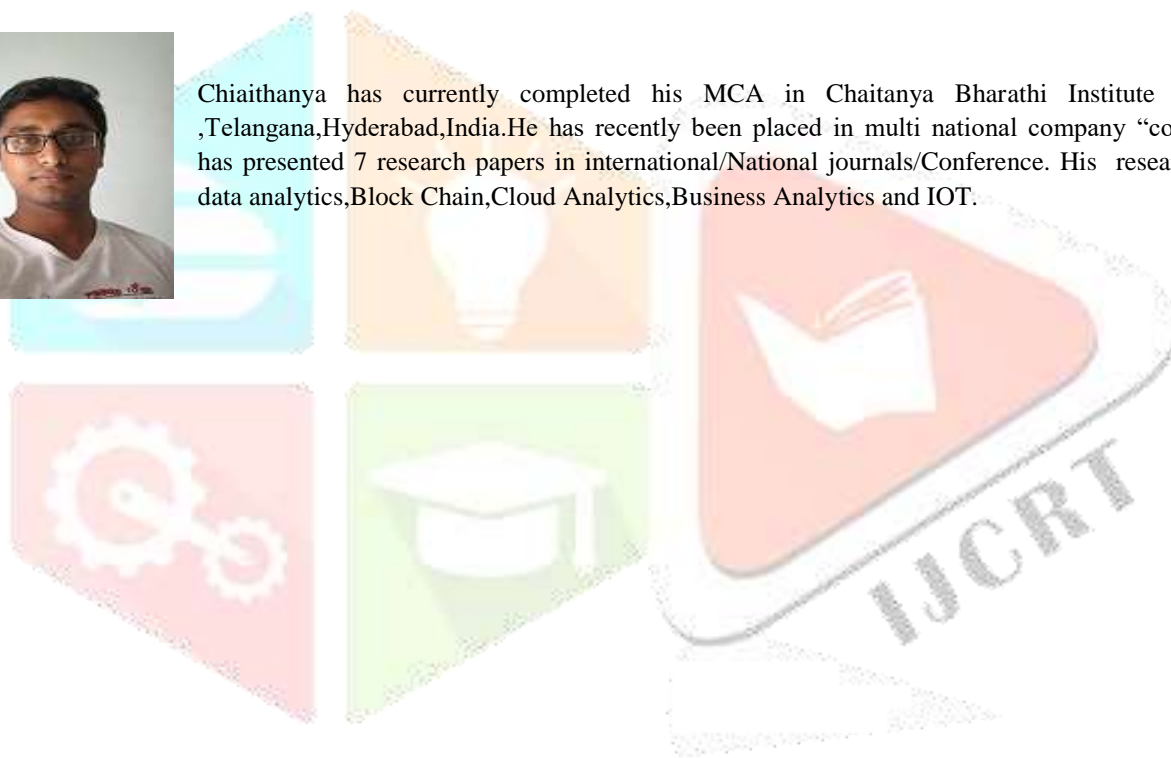 Chiaithanya has currently completed his MCA in Chaitanya Bharathi Institute
,Telangana,Hyderabad,India.He has recently been placed in multi national company “co
has presented 7 research papers in international/National journals/Conference. His resear
data analytics,Block Chain,Cloud Analytics,Business Analytics and IOT.
IJCRT